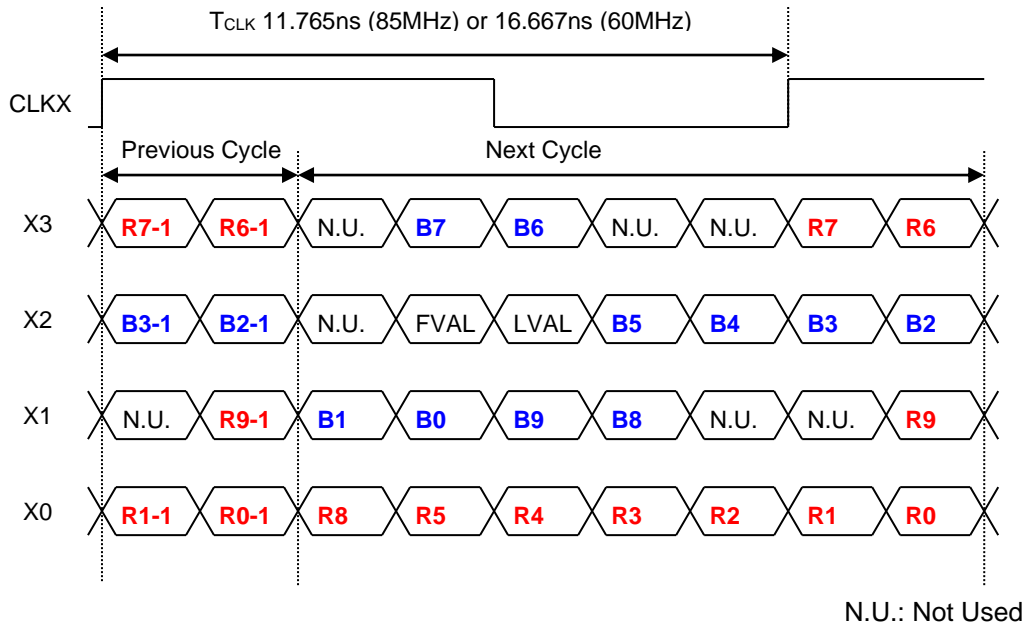 TCLK 11.765ns (85MHz) or 16.667ns (60MHz)
CLKX
Previous Cycle Next Cycle
X3 R7-1 R6-1 N.U. B7 B6 N.U. N.U. R7 R6
X2 B3-1 B2-1 N.U. FVAL LVAL B5 B4 B3 B2
X1 N.U. R9-1 B1 B0 B9 B8 N.U. N.U. R9
X0 R1-1 R0-1 R8 R5 R4 R3 R2 R1 R0
N.U.: Not Used